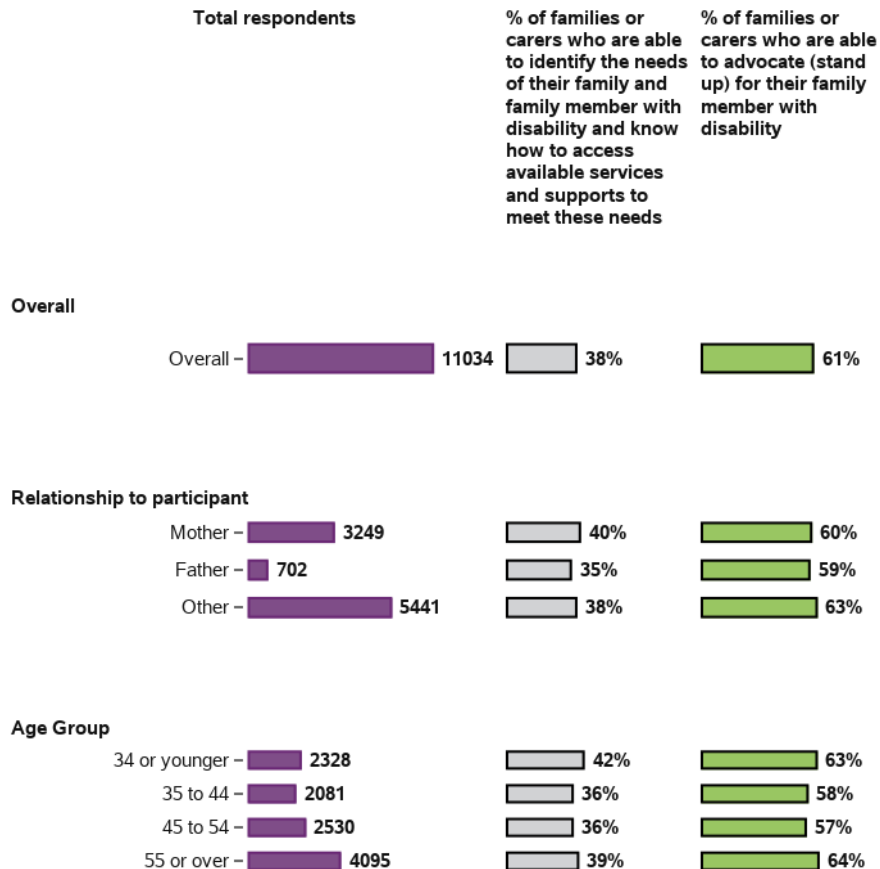 Total respondents
% of families or
carers who are able
to identify the needs
of their family and
family member with
disability and know
how to access
available services
and supports to
meet these needs
% of families or
carers who are able
to advocate (stand
up) for their family
member with
disability
Overall
Overall 11034 38% 61%
Relationship to participant
Mother 3249 40% 60%
Father 702 35% 59%
Other 5441 38% 63%
Age Group
34 or younger 2328 42% 63%
35 to 44 2081 36% 58%
45 to 54 2530 36% 57%
55 or over 4095 39% 64%